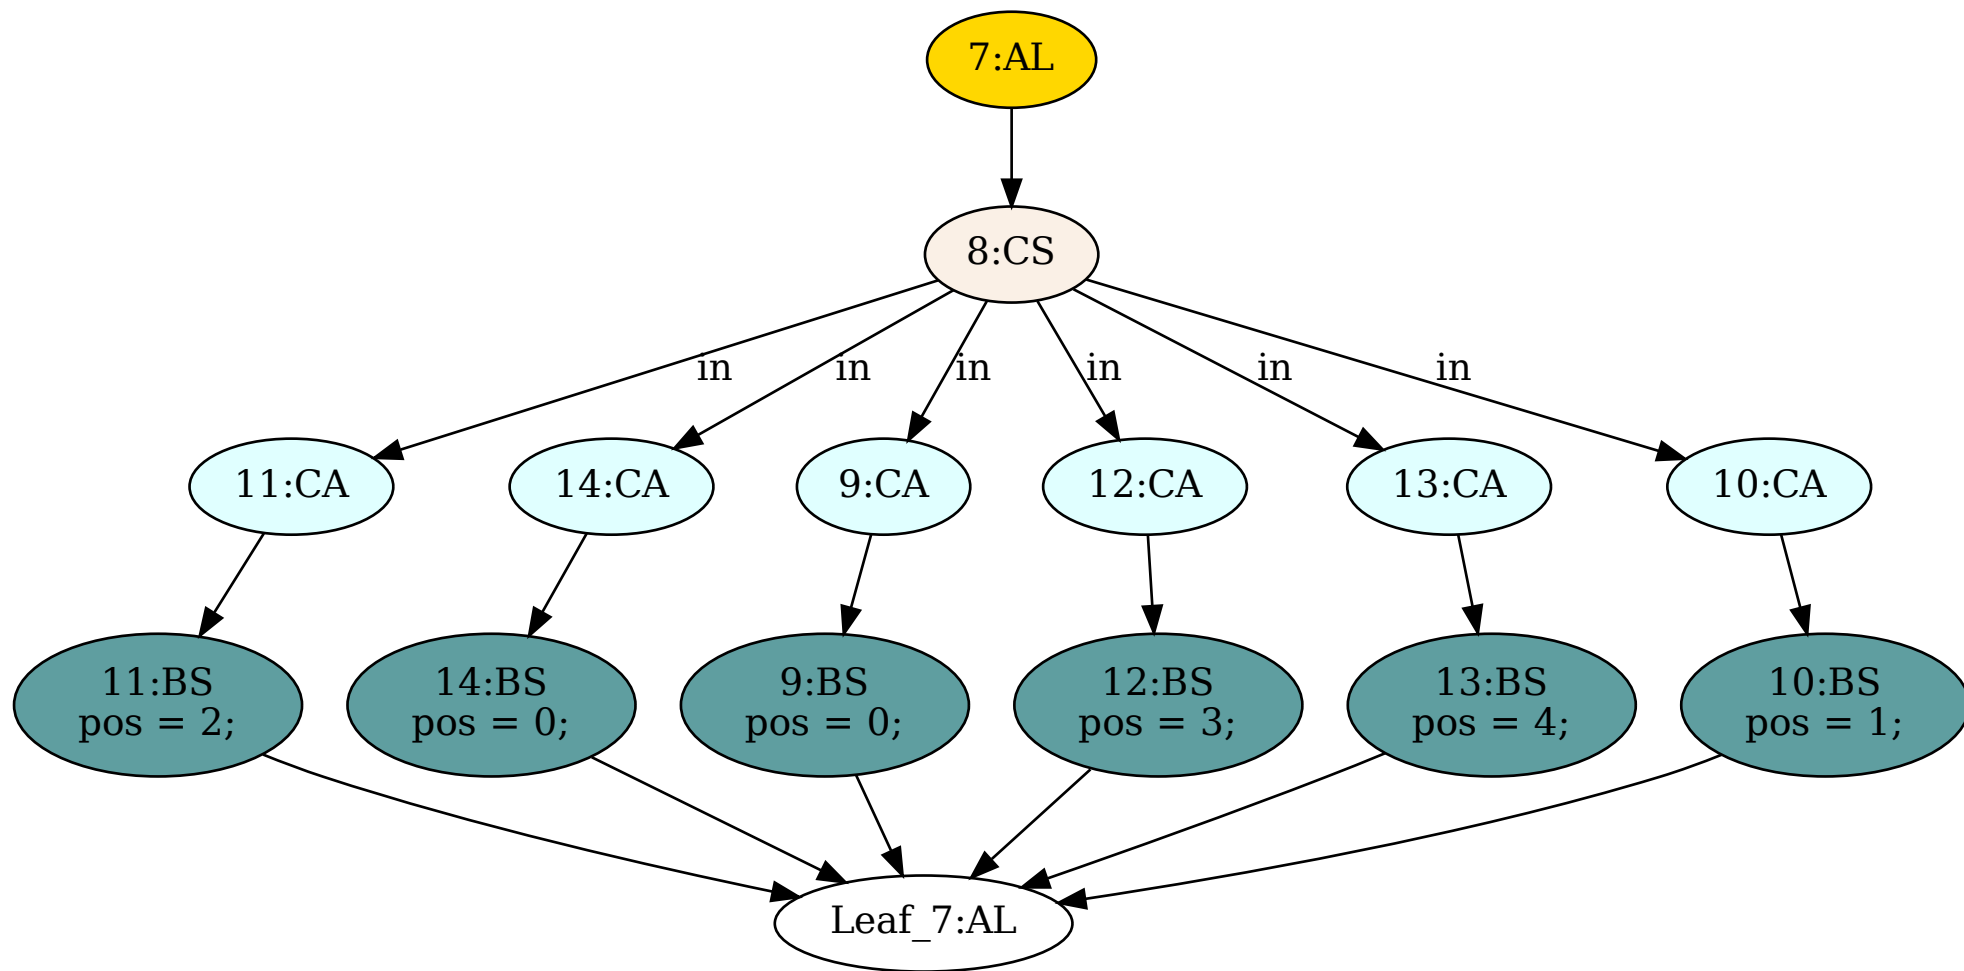 7:AL
8:CS
in
in
in
in
in
in
11:CA
14:CA
9:CA
12:CA
13:CA
10:CA
11:BS
pos = 2;
14:BS
pos = 0;
9:BS
pos = 0;
12:BS
pos = 3;
13:BS
pos = 4;
10:BS
pos = 1;
Leaf_7:AL